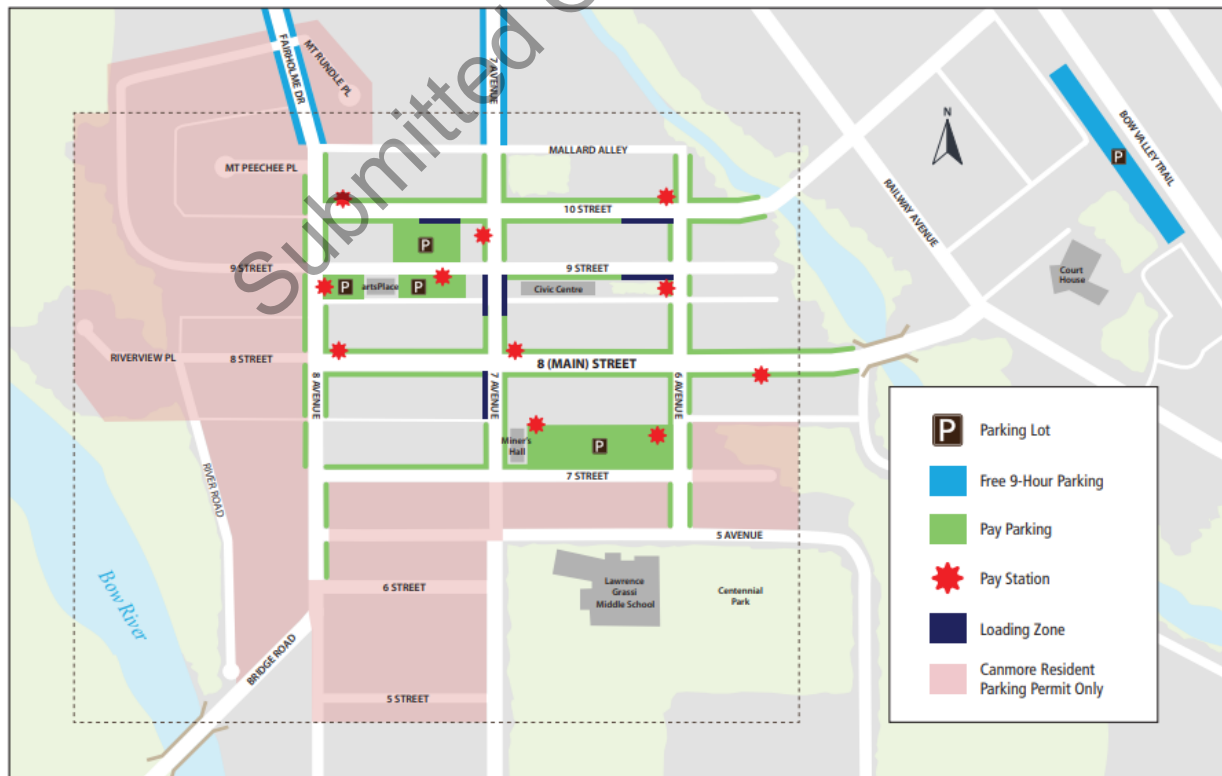 Submitted
FAIRHOLME DR
MT RUNDLE PL
7 AVENUE
N
BOW VALLEY TRAIL
P
MALLARD ALLEY
MT PEECHEE PL
RAILWAY AVENUE
10 STREET
P
9 STREET
9 STREET
P
artsPlace
P
Civic Centre
Court
House
RIVERVIEW PL
8 STREET
8 (MAIN) STREET
8 AVENUE
7 AVENUE
6 AVENUE
Miner's
Hall
P
RIVER ROAD
7 STREET
5 AVENUE
Bow River
6 STREET
Lawrence
Grassi
Middle School
Centennial
Park
BRIDGE ROAD
5 STREET
P
Parking Lot
Free 9-Hour Parking
Pay Parking
Pay Station
Loading Zone
Canmore Resident
Parking Permit Only